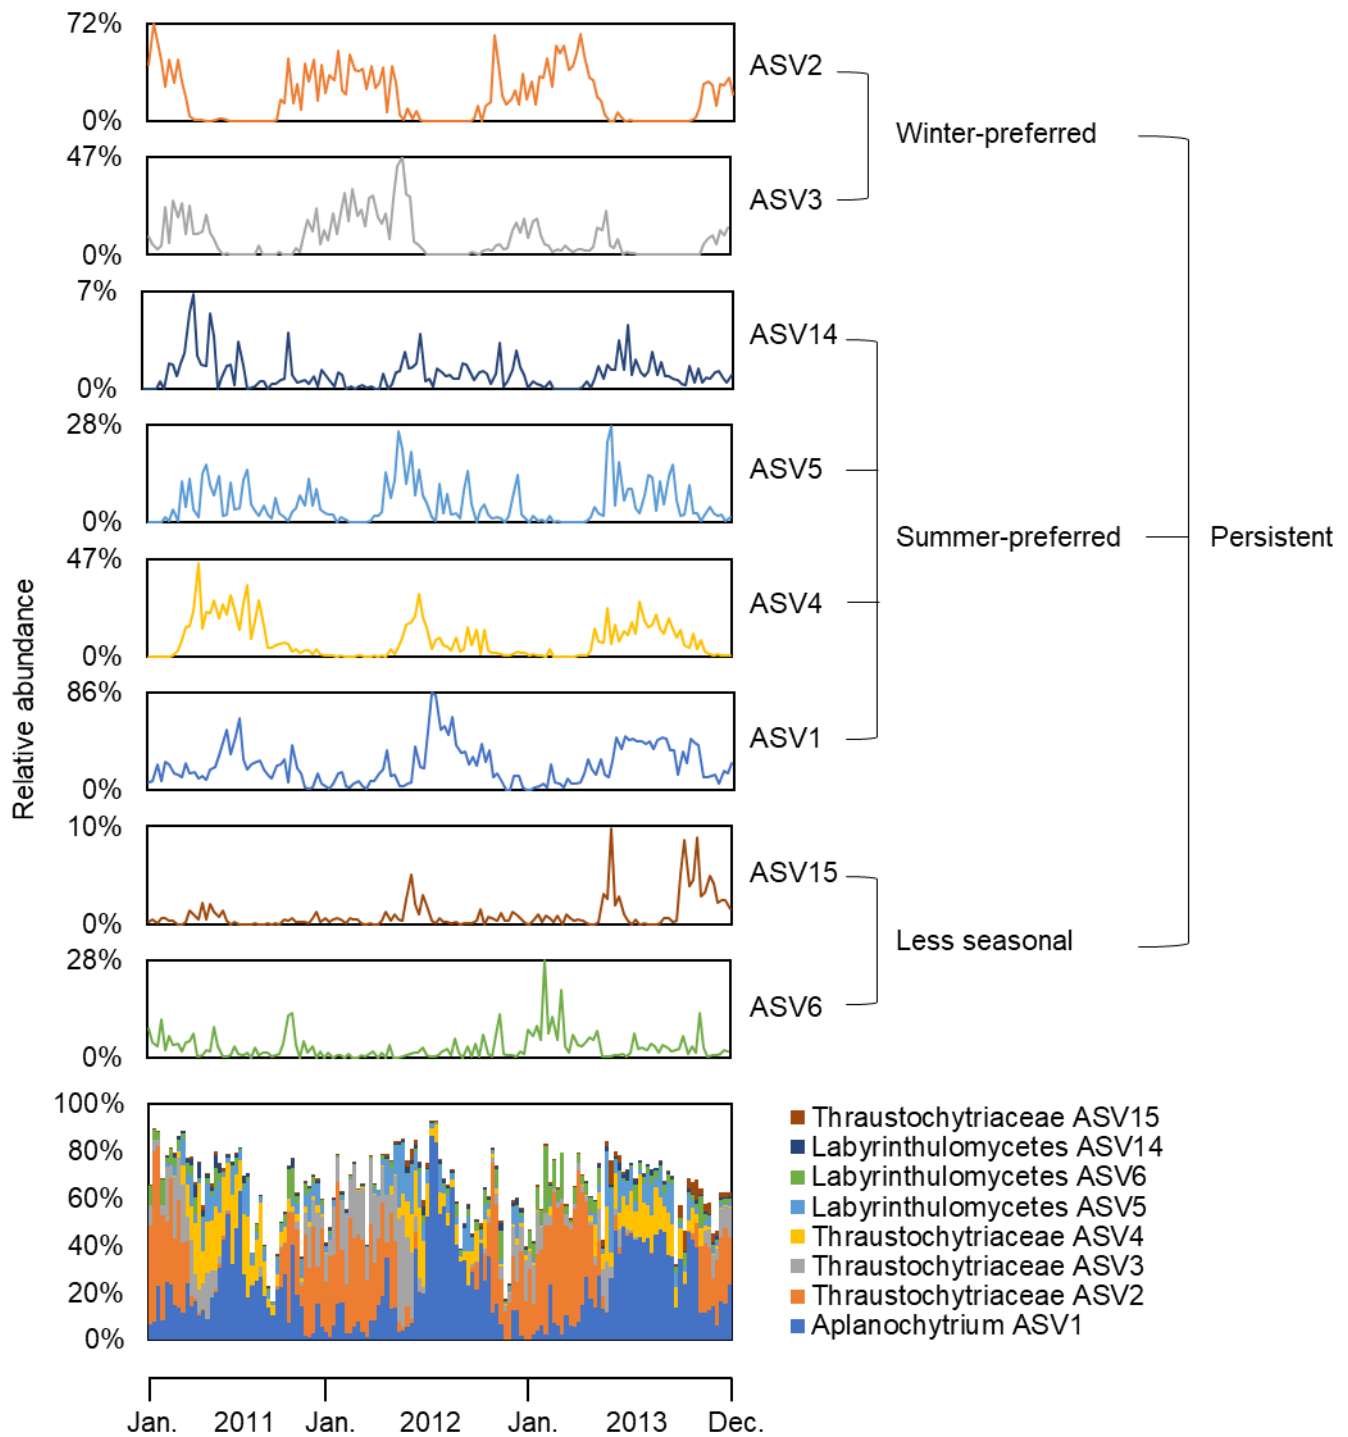 72%
ASV2
0%
Winter-preferred
47%
ASV3
0%
7%
ASV14
0%
28%
ASV5
0%
Summer-preferred
Persistent
47%
ASV4
0%
Relative abundance
86%
ASV1
0%
10%
ASV15
0%
Less seasonal
28%
ASV6
0%
100%
80%
60%
40%
20%
0%
Thraustochytriaceae ASV15
Labyrinthulomycetes ASV14
Labyrinthulomycetes ASV6
Labyrinthulomycetes ASV5
Thraustochytriaceae ASV4
Thraustochytriaceae ASV3
Thraustochytriaceae ASV2
Aplanochytrium ASV1
Jan. 2011 Jan. 2012 Jan. 2013 Dec.